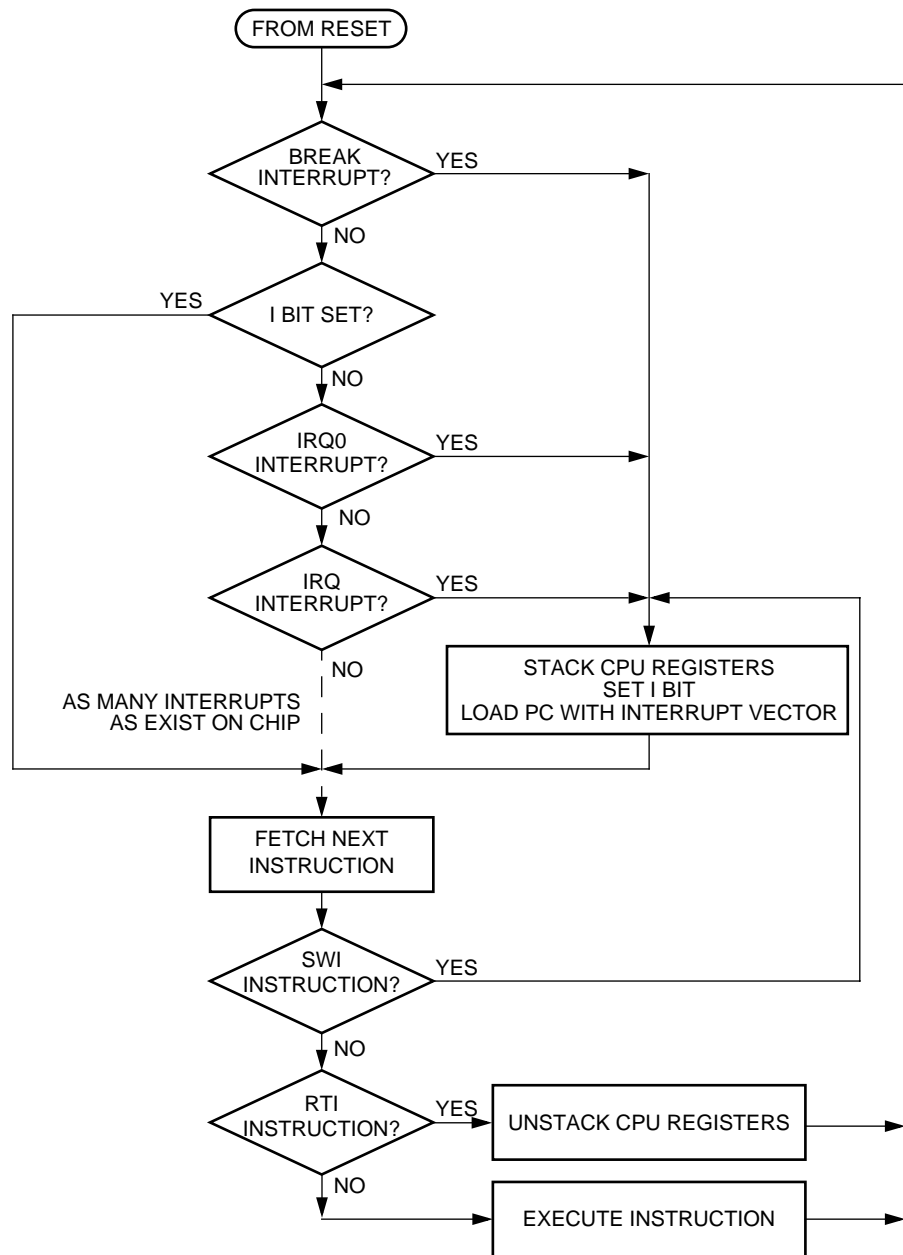 FROM RESET
BREAK
INTERRUPT?
YES
NO
YES
I BIT SET?
NO
IRQ0
INTERRUPT?
YES
NO
IRQ
INTERRUPT?
YES
NO
STACK CPU REGISTERS
SET I BIT
LOAD PC WITH INTERRUPT VECTOR
AS MANY INTERRUPTS
AS EXIST ON CHIP
FETCH NEXT
INSTRUCTION
SWI
INSTRUCTION?
YES
NO
RTI
INSTRUCTION?
YES
UNSTACK CPU REGISTERS
NO
EXECUTE INSTRUCTION